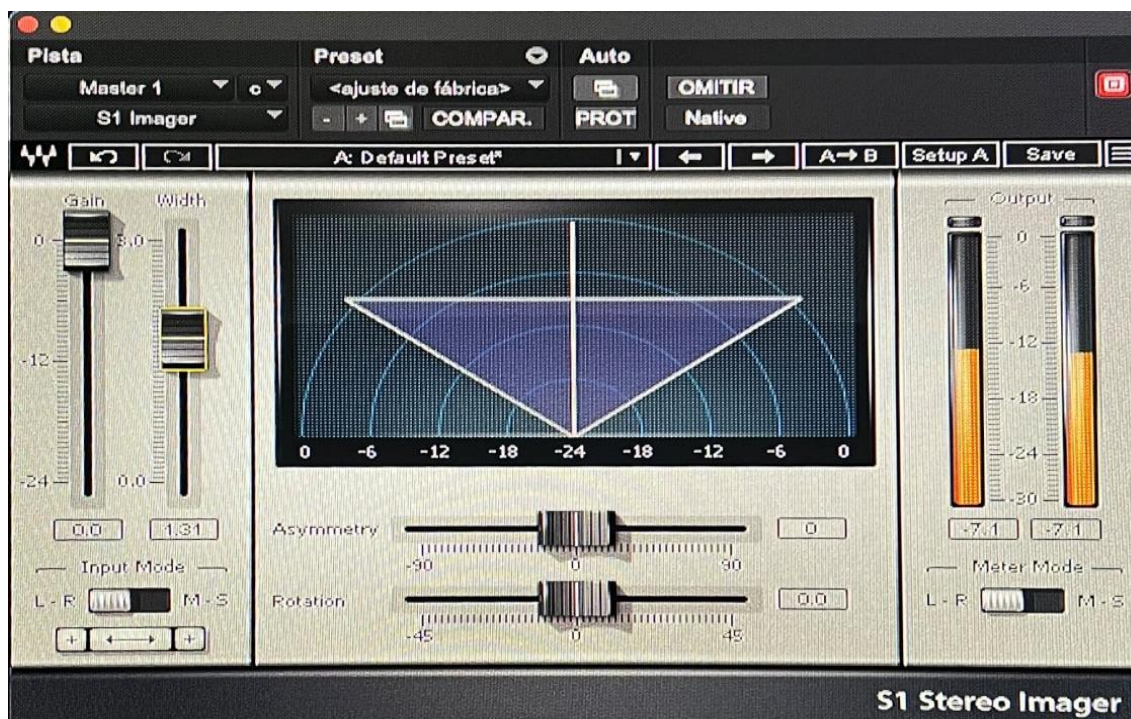 Pista Preset Auto
Master 1 c <ajuste de fábrica> OMITIR
S1 Imager - + COMPAR. PROT Native
A: Default Preset* A→B Setup A Save
Gain Width Output
0 3.0 0
-6
-12 -12
-18
-24 0.0 -24
-30
0 -6 -12 -18 -24 -18 -12 -6 0
0.0 1.31 Asymmetry 0 -7.1 -7.1
-90 0 90
Input Mode Meter Mode
L - R M - S Rotation 0.0 L - R M - S
-45 0 45
+ +
S1 Stereo Imager